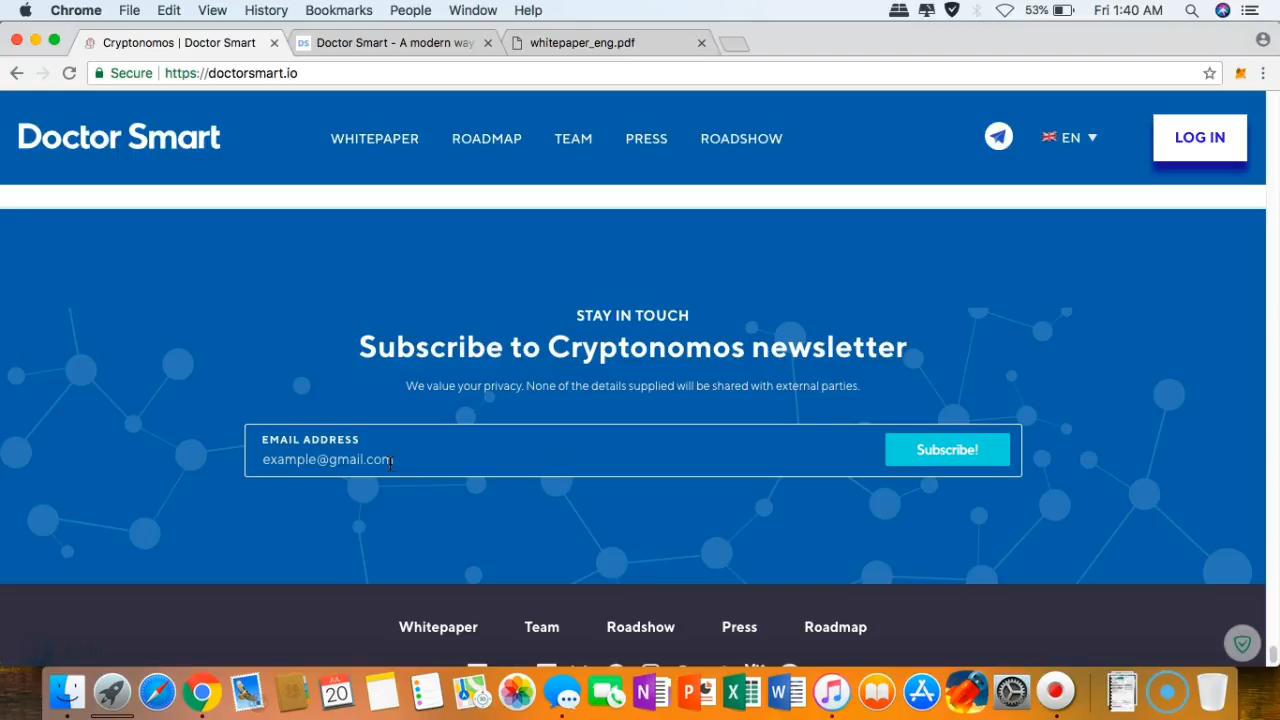 Chrome File Edit View History Bookmarks People Window Help 53% Fri 1:40 AM
Cryptonomos | Doctor Smart
DS Doctor Smart - A modern way
whitepaper_eng.pdf
Secure https://doctorsmart.io
Doctor Smart WHITEPAPER ROADMAP TEAM PRESS ROADSHOW EN LOG IN
STAY IN TOUCH
Subscribe to Cryptonomos newsletter
We value your privacy. None of the details supplied will be shared with external parties.
EMAIL ADDRESS
example@gmail.com
Subscribe!
Whitepaper Team Roadshow Press Roadmap
20 N P X W